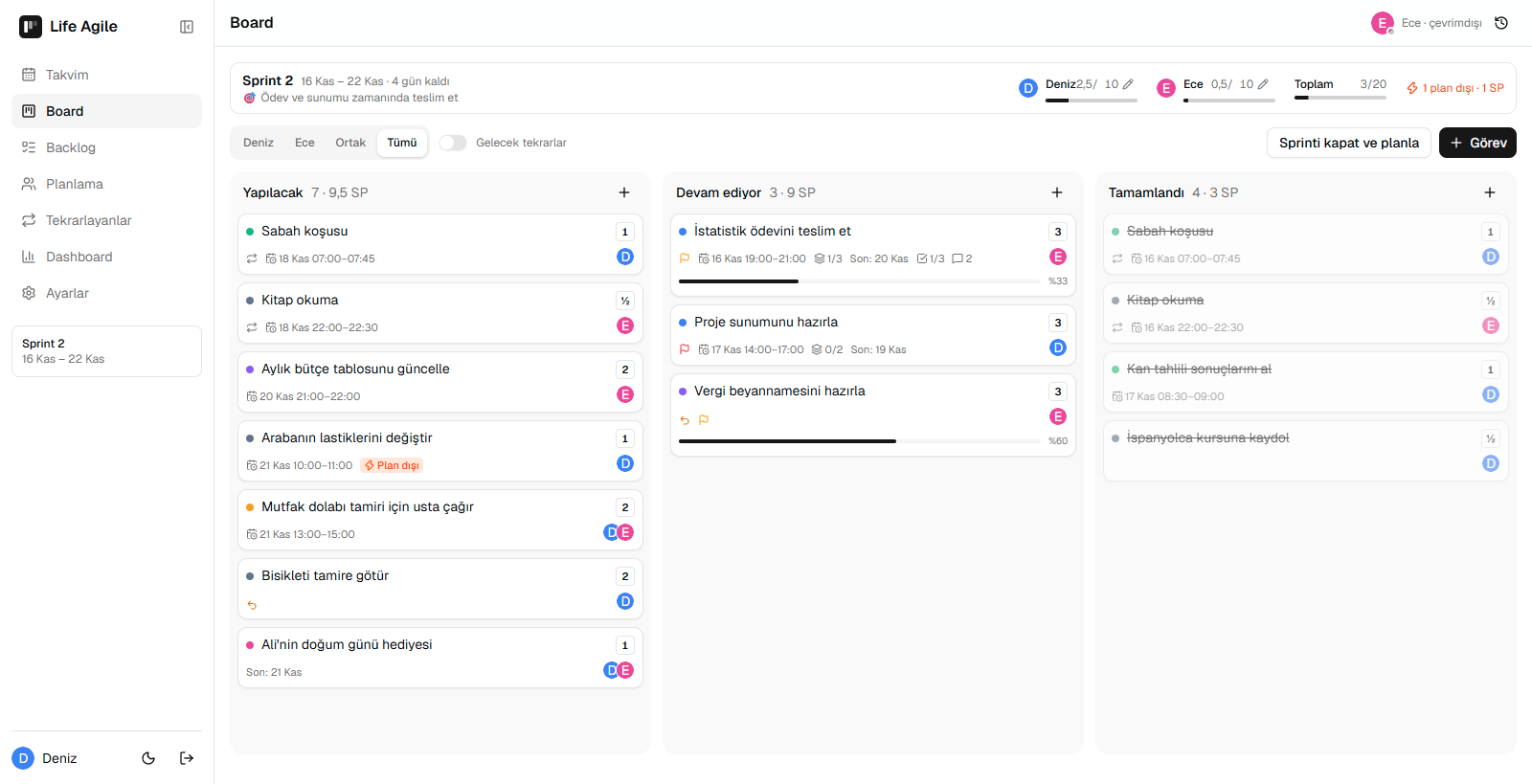 Life Agile
Takvim
Board
Backlog
Planlama
Tekrarlayanlar
Dashboard
Ayarlar
Sprint 2
16 Kas – 22 Kas
D Deniz
Board
E Ece · çevrimdışı
Sprint 2 16 Kas – 22 Kas · 4 gün kaldı
Ödev ve sunumu zamanında teslim et
D Deniz 2,5/ 10
E Ece 0,5/ 10
Toplam 3/20
1 plan dışı · 1 SP
Deniz Ece Ortak Tümü Gelecek tekrarlar
Sprinti kapat ve planla
+ Görev
Yapılacak 7 · 9,5 SP +
Sabah koşusu 1
18 Kas 07:00–07:45 D
Kitap okuma ½
18 Kas 22:00–22:30 E
Aylık bütçe tablosunu güncelle 2
20 Kas 21:00–22:00 E
Arabanın lastiklerini değiştir 1
21 Kas 10:00–11:00 Plan dışı D
Mutfak dolabı tamiri için usta çağır 2
21 Kas 13:00–15:00 D E
Bisikleti tamire götür 2
D
Ali'nin doğum günü hediyesi 1
Son: 21 Kas D E
Devam ediyor 3 · 9 SP +
İstatistik ödevini teslim et 3
16 Kas 19:00–21:00 1/3 Son: 20 Kas 1/3 2 E
%33
Proje sunumunu hazırla 3
17 Kas 14:00–17:00 0/2 Son: 19 Kas D
Vergi beyannamesini hazırla 3
E
%60
Tamamlandı 4 · 3 SP +
Sabah koşusu 1
16 Kas 07:00–07:45 D
Kitap okuma ½
16 Kas 22:00–22:30 E
Kan tahlili sonuçlarını al 1
17 Kas 08:30–09:00 D
İspanyolca kursuna kaydol ½
D